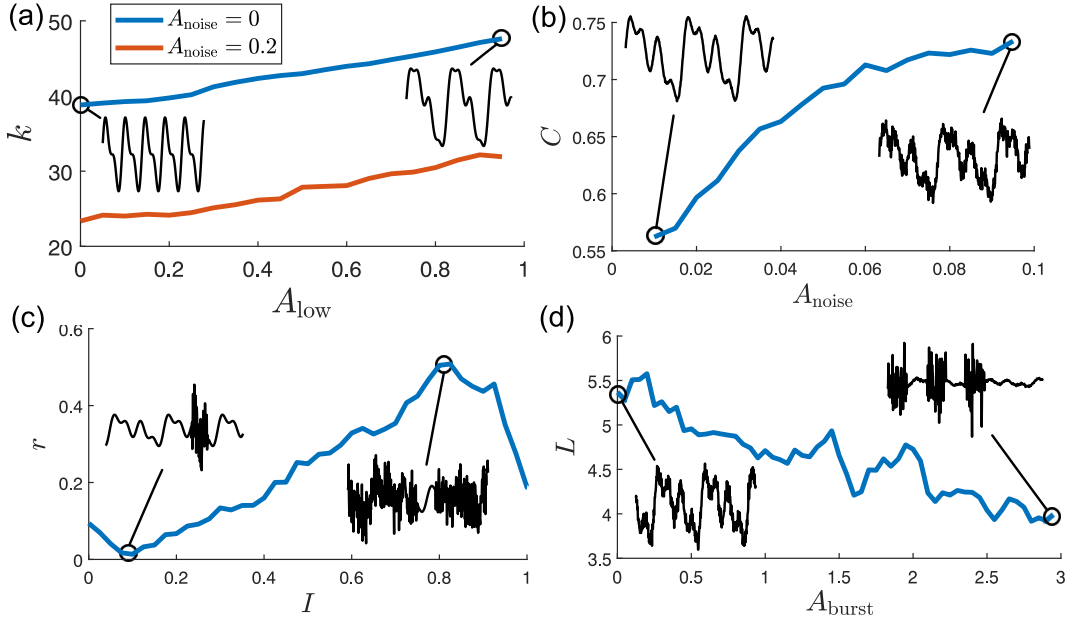 (a)
k
50
40
30
20
A_noise = 0
A_noise = 0.2
0 0.2 0.4 0.6 0.8 1
A_low
(b)
C
0.75
0.7
0.65
0.6
0.55
0 0.02 0.04 0.06 0.08 0.1
A_noise
(c)
r
0.6
0.4
0.2
0
0 0.2 0.4 0.6 0.8 1
I
(d)
L
6
5.5
5
4.5
4
3.5
0 0.5 1 1.5 2 2.5 3
A_burst